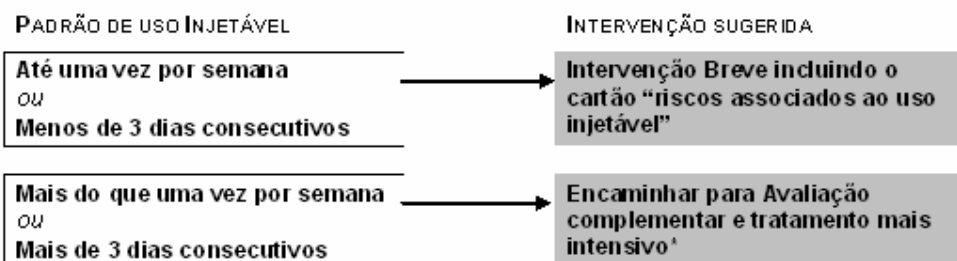 PADRÃO DE USO INJETÁVEL
INTERVENÇÃO SUGERIDA
Até uma vez por semana
ou
Menos de 3 dias consecutivos
Intervenção Breve incluindo o
cartão “riscos associados ao uso
injetável”
Mais do que uma vez por semana
ou
Mais de 3 dias consecutivos
Encaminhar para Avaliação
complementar e tratamento mais
intensivo*